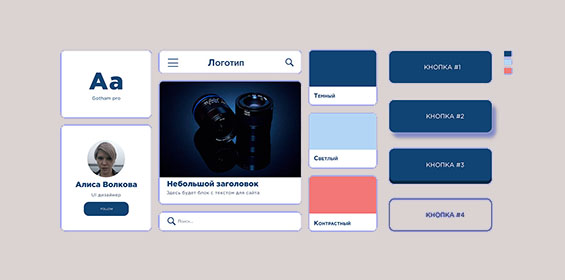 Aa
Gotham pro
Алиса Волкова
UI дизайнер
FOLLOW
Логотип
Небольшой заголовок
Здесь будет блок с текстом для сайта
Поиск...
Темный
Светлый
Контрастный
КНОПКА #1
КНОПКА #2
КНОПКА #3
КНОПКА #4